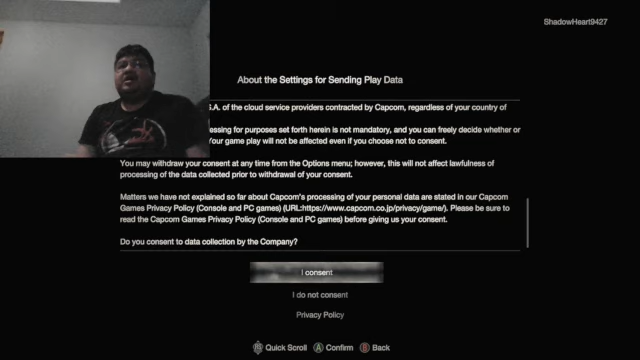 ShadowHeart9427
About the Settings for Sending Play Data
S.A. of the cloud service providers contracted by Capcom, regardless of your country of
essing for purposes set forth herein is not mandatory, and you can freely decide whether or
our game play will not be affected even if you choose not to consent.
You may withdraw your consent at any time from the Options menu; however, this will not affect lawfulness of
processing of the data collected prior to withdrawal of your consent.
Matters we have not explained so far about Capcom's processing of your personal data are stated in our Capcom
Games Privacy Policy (Console and PC games) (URL:https://www.capcom.co.jp/privacy/game/). Please be sure to
read the Capcom Games Privacy Policy (Console and PC games) before giving us your consent.
Do you consent to data collection by the Company?
I consent
I do not consent
Privacy Policy
Quick Scroll A Confirm B Back